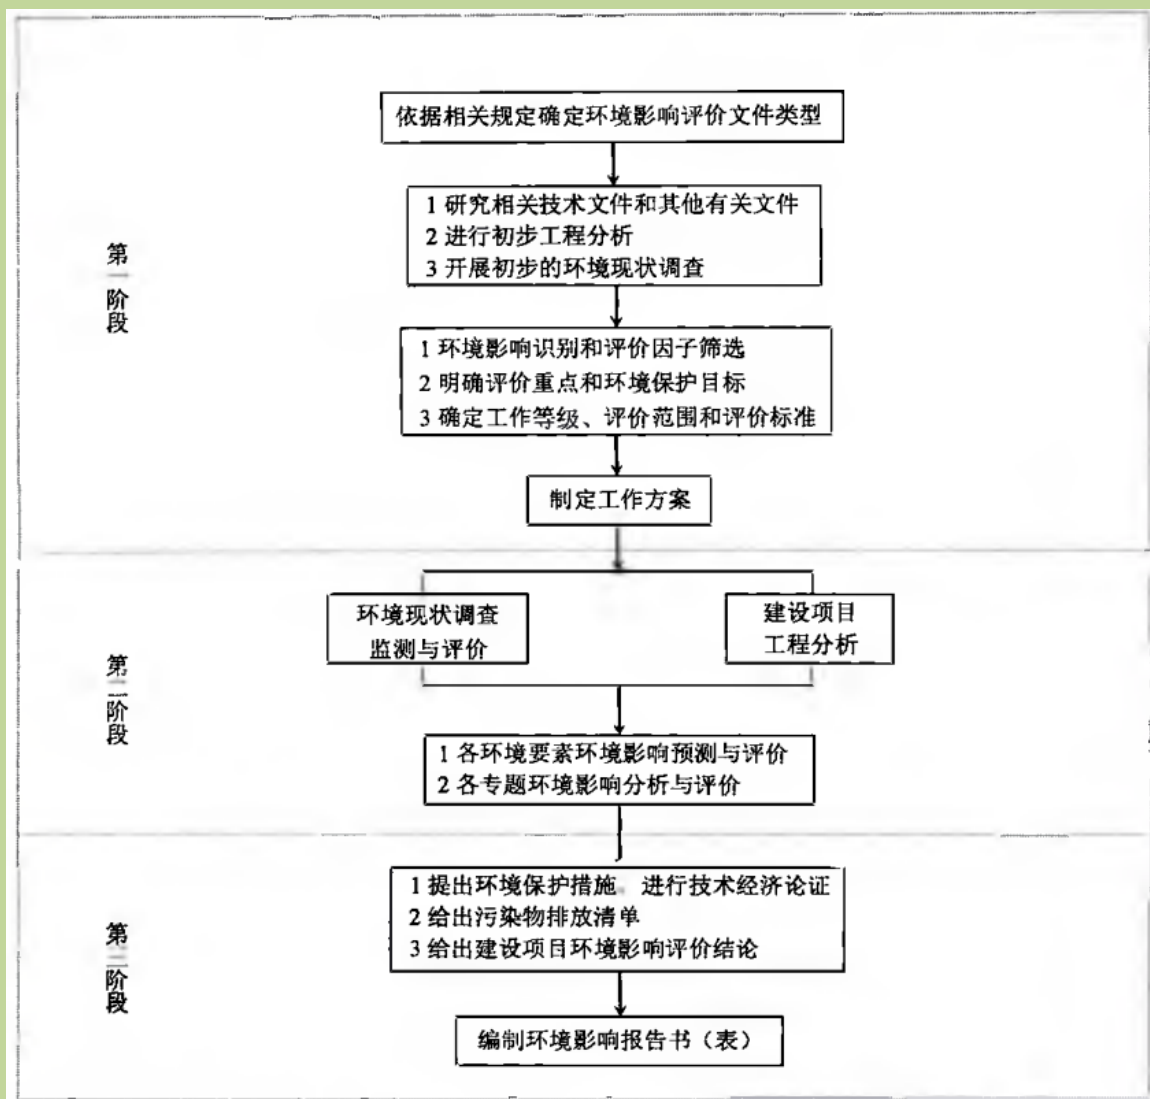 依据相关规定确定环境影响评价文件类型
1 研究相关技术文件和其他有关文件
2 进行初步工程分析
3 开展初步的环境现状调查
第一阶段
1 环境影响识别和评价因子筛选
2 明确评价重点和环境保护目标
3 确定工作等级、评价范围和评价标准
制定工作方案
环境现状调查
监测与评价
建设项目
工程分析
第二阶段
1 各环境要素环境影响预测与评价
2 各专题环境影响分析与评价
1 提出环境保护措施 进行技术经济论证
2 给出污染物排放清单
3 给出建设项目环境影响评价结论
第三阶段
编制环境影响报告书（表）